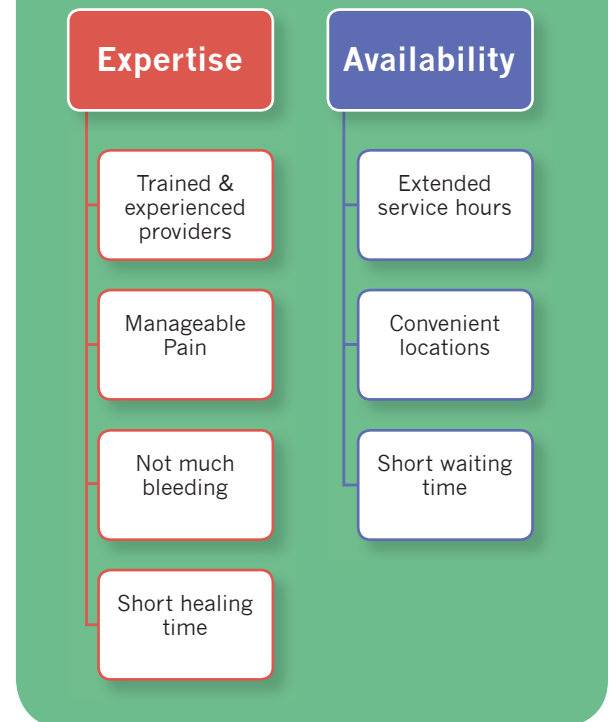 Expertise
Trained &
experienced
providers
Manageable
Pain
Not much
bleeding
Short healing
time
Availability
Extended
service hours
Convenient
locations
Short waiting
time